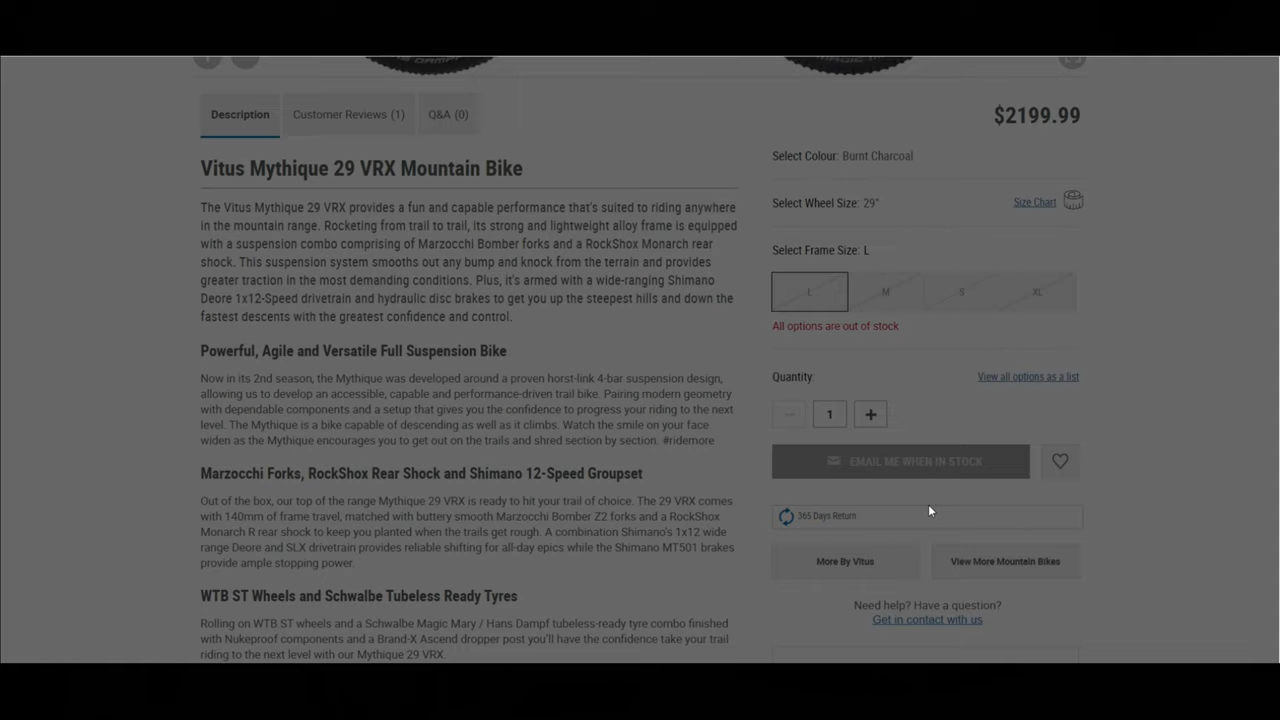 DAMPF
MAGIC
Description
Customer Reviews (1)
Q&A (0)
$2199.99
Vitus Mythique 29 VRX Mountain Bike
The Vitus Mythique 29 VRX provides a fun and capable performance that's suited to riding anywhere
in the mountain range. Rocketing from trail to trail, its strong and lightweight alloy frame is equipped
with a suspension combo comprising of Marzocchi Bomber forks and a RockShox Monarch rear
shock. This suspension system smooths out any bump and knock from the terrain and provides
greater traction in the most demanding conditions. Plus, it's armed with a wide-ranging Shimano
Deore 1x12-Speed drivetrain and hydraulic disc brakes to get you up the steepest hills and down the
fastest descents with the greatest confidence and control.
Powerful, Agile and Versatile Full Suspension Bike
Now in its 2nd season, the Mythique was developed around a proven horst-link 4-bar suspension design,
allowing us to develop an accessible, capable and performance-driven trail bike. Pairing modern geometry
with dependable components and a setup that gives you the confidence to progress your riding to the next
level. The Mythique is a bike capable of descending as well as it climbs. Watch the smile on your face
widen as the Mythique encourages you to get out on the trails and shred section by section. #ridemore
Marzocchi Forks, RockShox Rear Shock and Shimano 12-Speed Groupset
Out of the box, our top of the range Mythique 29 VRX is ready to hit your trail of choice. The 29 VRX comes
with 140mm of frame travel, matched with buttery smooth Marzocchi Bomber Z2 forks and a RockShox
Monarch R rear shock to keep you planted when the trails get rough. A combination Shimano's 1x12 wide
range Deore and SLX drivetrain provides reliable shifting for all-day epics while the Shimano MT501 brakes
provide ample stopping power.
WTB ST Wheels and Schwalbe Tubeless Ready Tyres
Rolling on WTB ST wheels and a Schwalbe Magic Mary / Hans Dampf tubeless-ready tyre combo finished
with Nukeproof components and a Brand-X Ascend dropper post you'll have the confidence take your trail
riding to the next level with our Mythique 29 VRX.
Select Colour: Burnt Charcoal
Select Wheel Size: 29"
Size Chart
Select Frame Size: L
L
M
S
XL
All options are out of stock
Quantity:
View all options as a list
1
EMAIL ME WHEN IN STOCK
365 Days Return
More By Vitus
View More Mountain Bikes
Need help? Have a question?
Get in contact with us